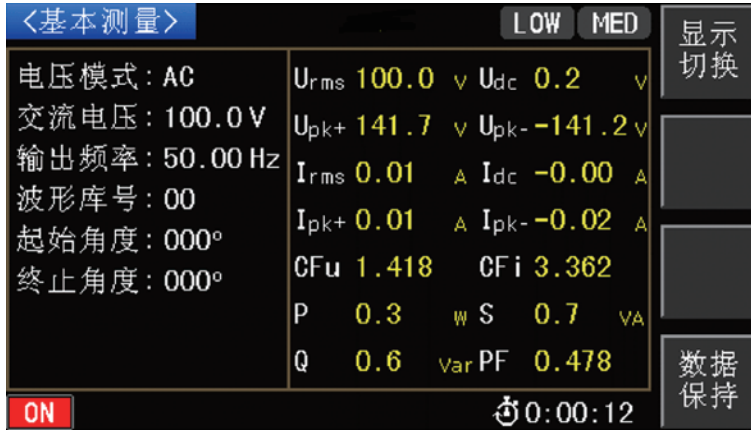 <基本测量> LOW MED
电压模式:AC
交流电压:100.0V
输出频率:50.00Hz
波形库号:00
起始角度:000°
终止角度:000°
Urms 100.0 V Udc 0.2 V
Upk+ 141.7 V Upk- -141.2 V
Irms 0.01 A Idc -0.00 A
Ipk+ 0.01 A Ipk- -0.02 A
CFu 1.418 CFi 3.362
P 0.3 W S 0.7 VA
Q 0.6 Var PF 0.478
显示
切换
数据
保持
ON 0:00:12